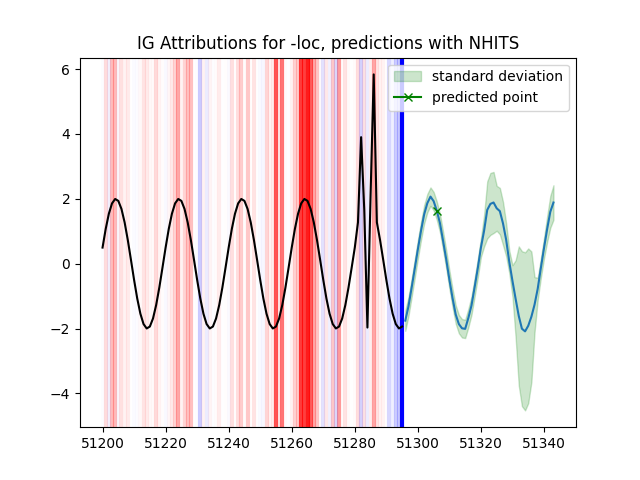 IG Attributions for -loc, predictions with NHITS
standard deviation
predicted point
6
4
2
0
−2
−4
51200 51220 51240 51260 51280 51300 51320 51340